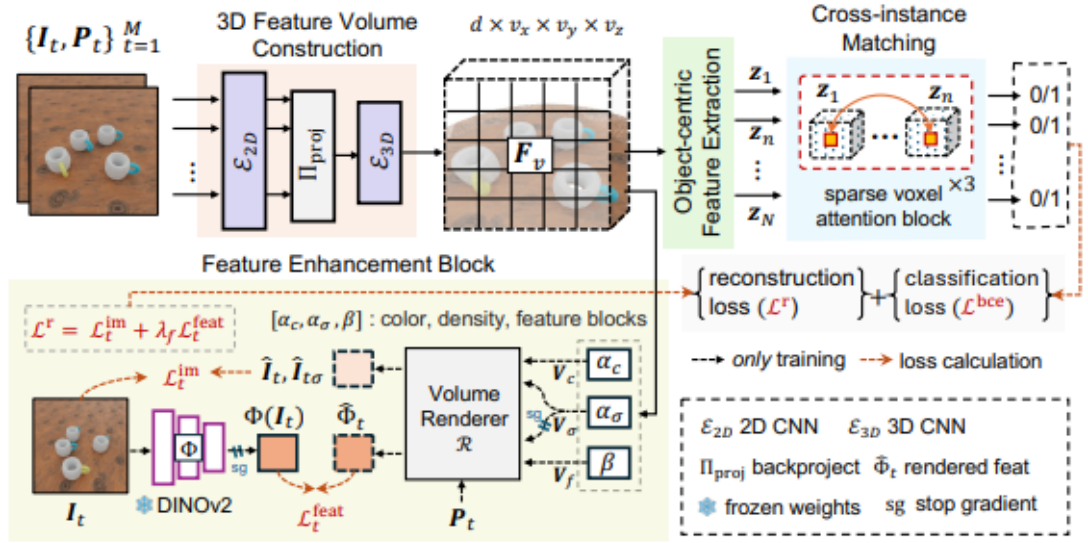 {I_t, P_t}^M_{t=1}
3D Feature Volume
Construction
ℰ_2D
Π_proj
ℰ_3D
d × v_x × v_y × v_z
F_v
Object-centric
Feature Extraction
z_1
z_n
⋮
z_N
Cross-instance
Matching
z_1
z_n
...
sparse voxel ×3
attention block
0/1
0/1
⋮
0/1
Feature Enhancement Block
ℒ^r = ℒ_t^im + λ_f ℒ_t^feat
[α_c, α_σ, β] : color, density, feature blocks
ℒ_t^im
Î_t, Î_tσ
Volume
Renderer
ℛ
V_c
α_c
sg
V_σ
α_σ
V_f
β
Φ
sg
Φ(I_t)
Φ̂_t
I_t
DINOv2
ℒ_t^feat
P_t
{reconstruction
loss (ℒ^r)}
+
{classification
loss (ℒ^bce)}
only training
loss calculation
ℰ_2D 2D CNN ℰ_3D 3D CNN
Π_proj backproject Φ̂_t rendered feat
frozen weights sg stop gradient